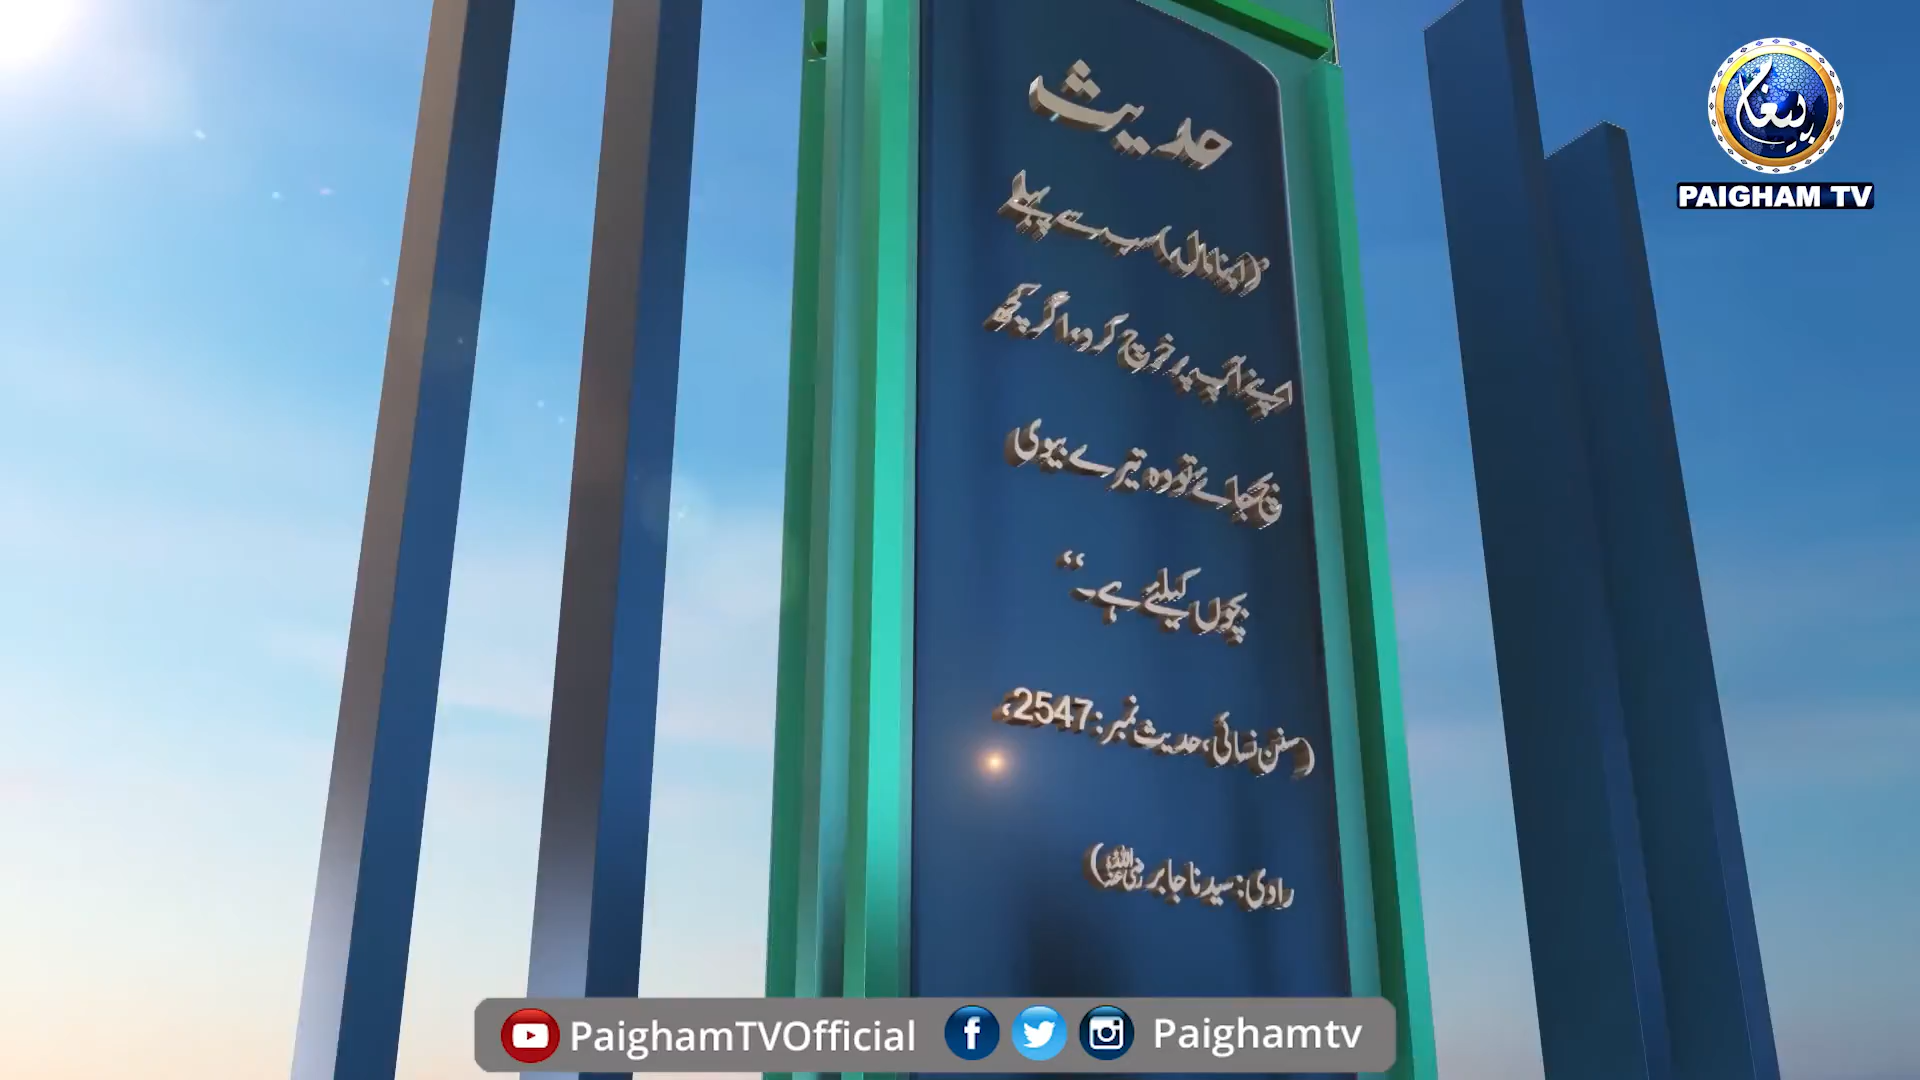 حدیث
”(اپنا مال) سب سے پہلے
اپنے آپ پر خرچ کرو، اگر کچھ
بچ جائے تو وہ تیرے بیوی
بچوں کیلئے ہے۔“
(سنن نسائی، حدیث نمبر: 2547،
راوی: سیدنا جابر رضی اللہ عنہ)
پیغام
PAIGHAM TV
PaighamTVOfficial
Paighamtv